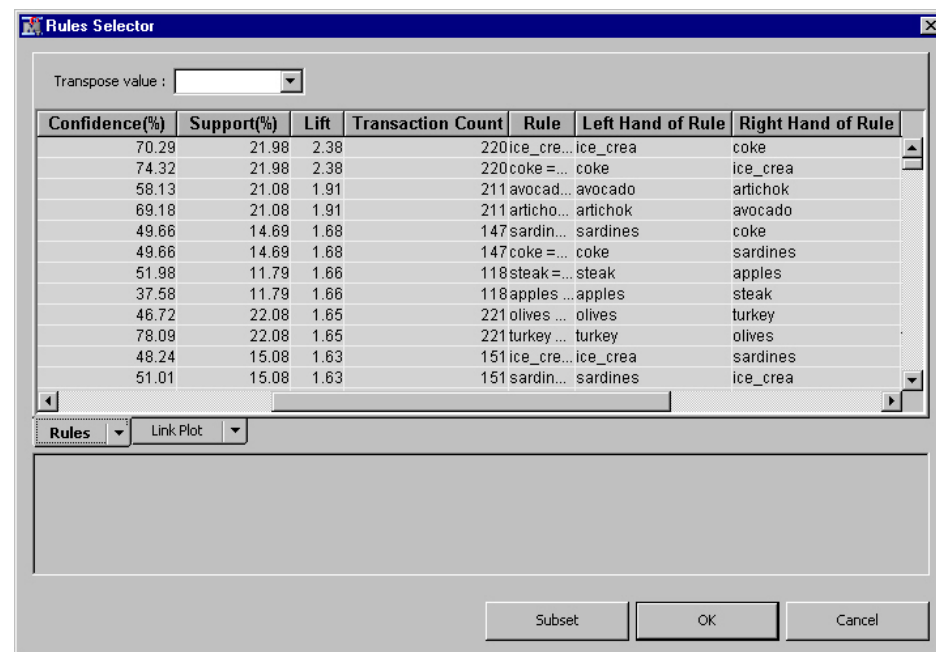 Rules Selector
Transpose value :
Confidence(%) Support(%) Lift Transaction Count Rule Left Hand of Rule Right Hand of Rule
70.29 21.98 2.38 220 ice_cre... ice_crea coke
74.32 21.98 2.38 220 coke =... coke ice_crea
58.13 21.08 1.91 211 avocad... avocado artichok
69.18 21.08 1.91 211 articho... artichok avocado
49.66 14.69 1.68 147 sardin... sardines coke
49.66 14.69 1.68 147 coke =... coke sardines
51.98 11.79 1.66 118 steak =... steak apples
37.58 11.79 1.66 118 apples ... apples steak
46.72 22.08 1.65 221 olives ... olives turkey
78.09 22.08 1.65 221 turkey ... turkey olives
48.24 15.08 1.63 151 ice_cre... ice_crea sardines
51.01 15.08 1.63 151 sardin... sardines ice_crea
Rules Link Plot
Subset OK Cancel